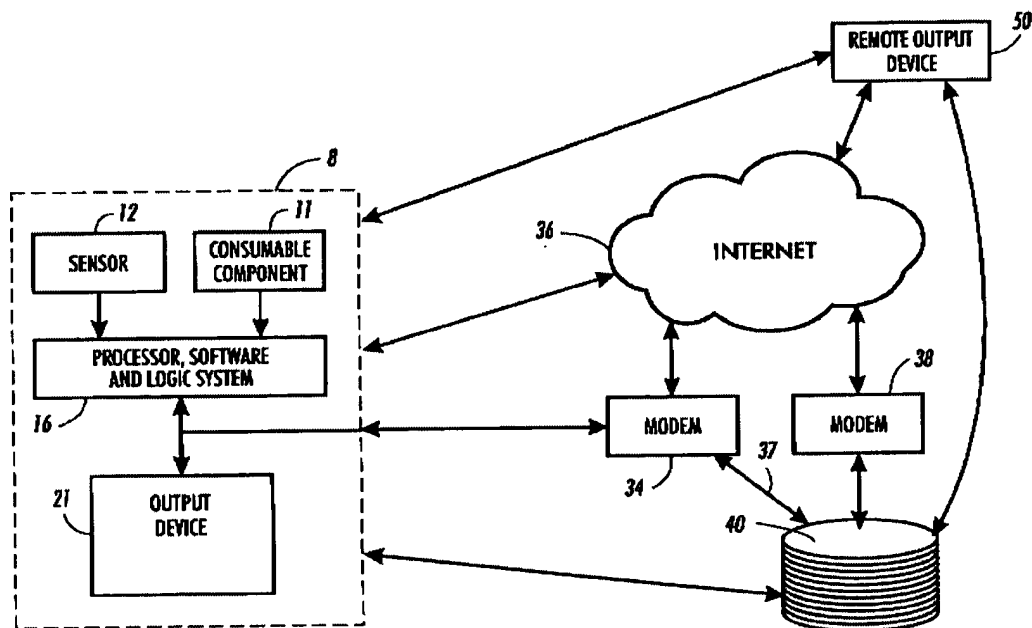 50
REMOTE OUTPUT
DEVICE
8
12
11
SENSOR
CONSUMABLE
COMPONENT
36
INTERNET
PROCESSOR, SOFTWARE
AND LOGIC SYSTEM
16
38
MODEM
MODEM
34
37
21
OUTPUT
DEVICE
40